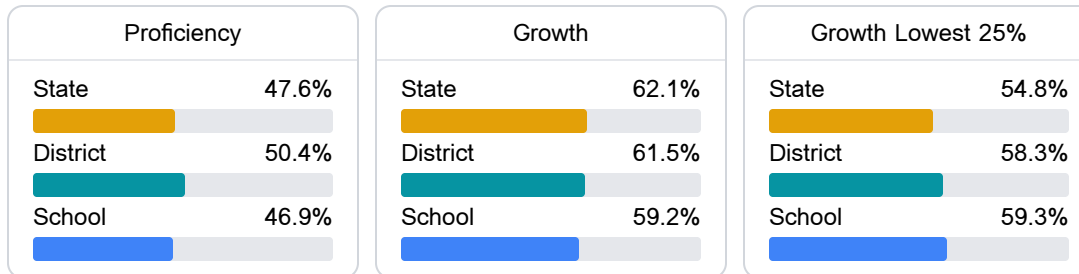 Proficiency
State 47.6%
District 50.4%
School 46.9%
Growth
State 62.1%
District 61.5%
School 59.2%
Growth Lowest 25%
State 54.8%
District 58.3%
School 59.3%